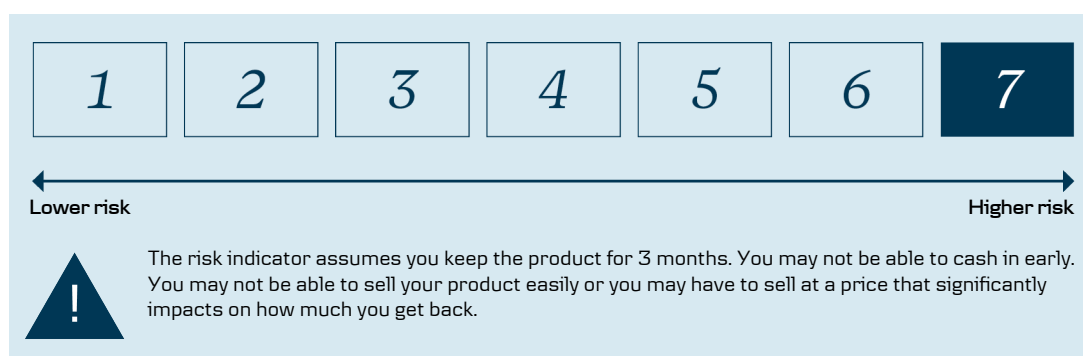 1 2 3 4 5 6 7
Lower risk Higher risk
The risk indicator assumes you keep the product for 3 months. You may not be able to cash in early.
You may not be able to sell your product easily or you may have to sell at a price that significantly
impacts on how much you get back.
!